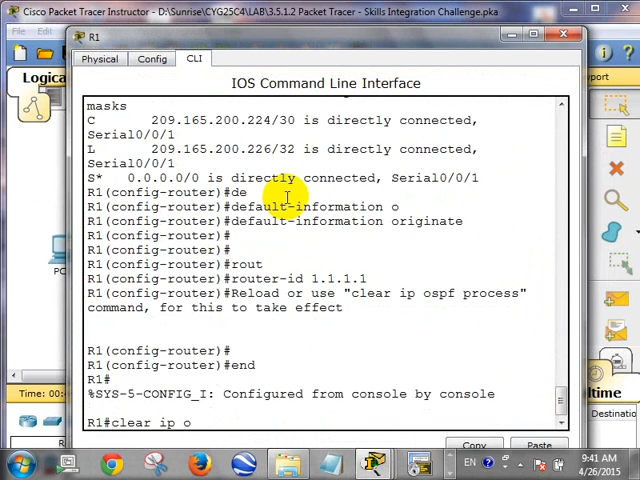 Cisco Packet Tracer Instructor - D:\Sunrise\CYG25C4\LAB\3.5.1.2 Packet Tracer - Skills Integration Challenge.pka
File
R1
Physical
Config
CLI
Logical
IOS Command Line Interface
masks
C 209.165.200.224/30 is directly connected,
Serial0/0/1
L 209.165.200.226/32 is directly connected,
Serial0/0/1
S* 0.0.0.0/0 is directly connected, Serial0/0/1
R1(config-router)#de
R1(config-router)#default-information o
R1(config-router)#default-information originate
R1(config-router)#
R1(config-router)#
R1(config-router)#rout
R1(config-router)#router-id 1.1.1.1
R1(config-router)#Reload or use "clear ip ospf process"
command, for this to take effect
R1(config-router)#
R1(config-router)#end
R1#
%SYS-5-CONFIG_I: Configured from console by console
R1#clear ip o
Copy
Paste
PC
Time: 00:4
ltime
Destinatio
EN
9:41 AM
4/26/2015